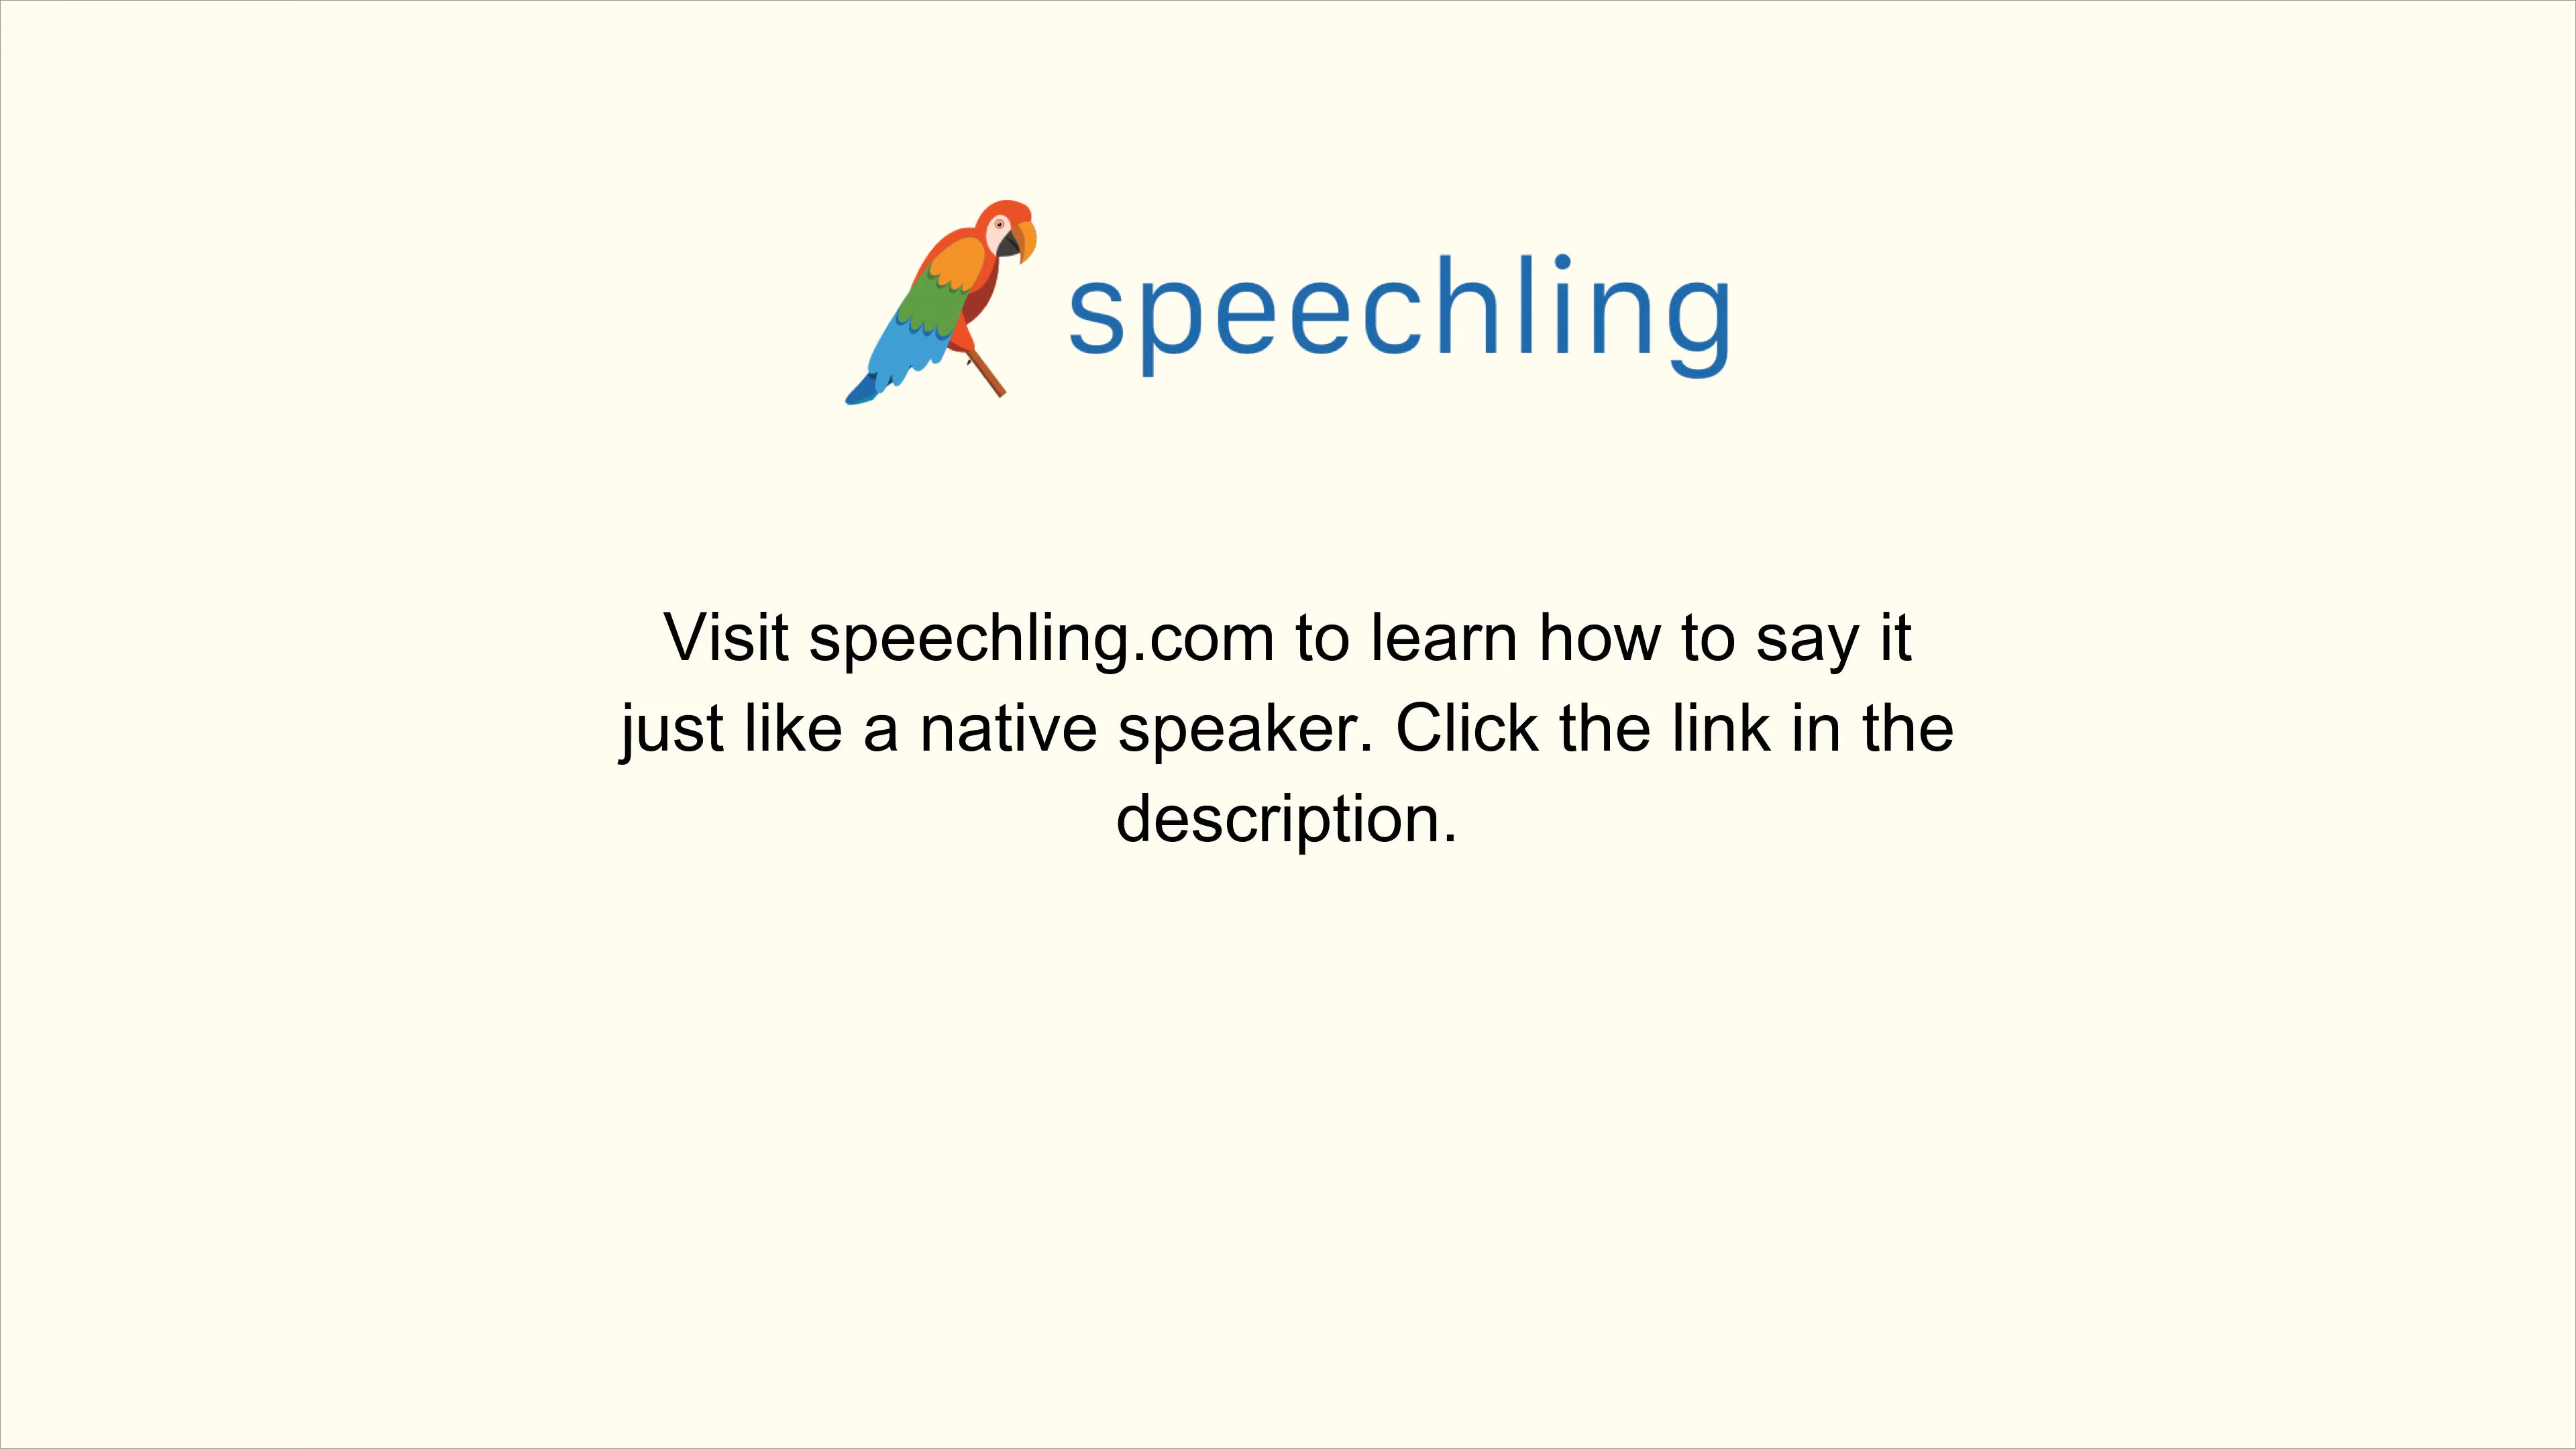 speechling
Visit speechling.com to learn how to say it
just like a native speaker. Click the link in the
description.